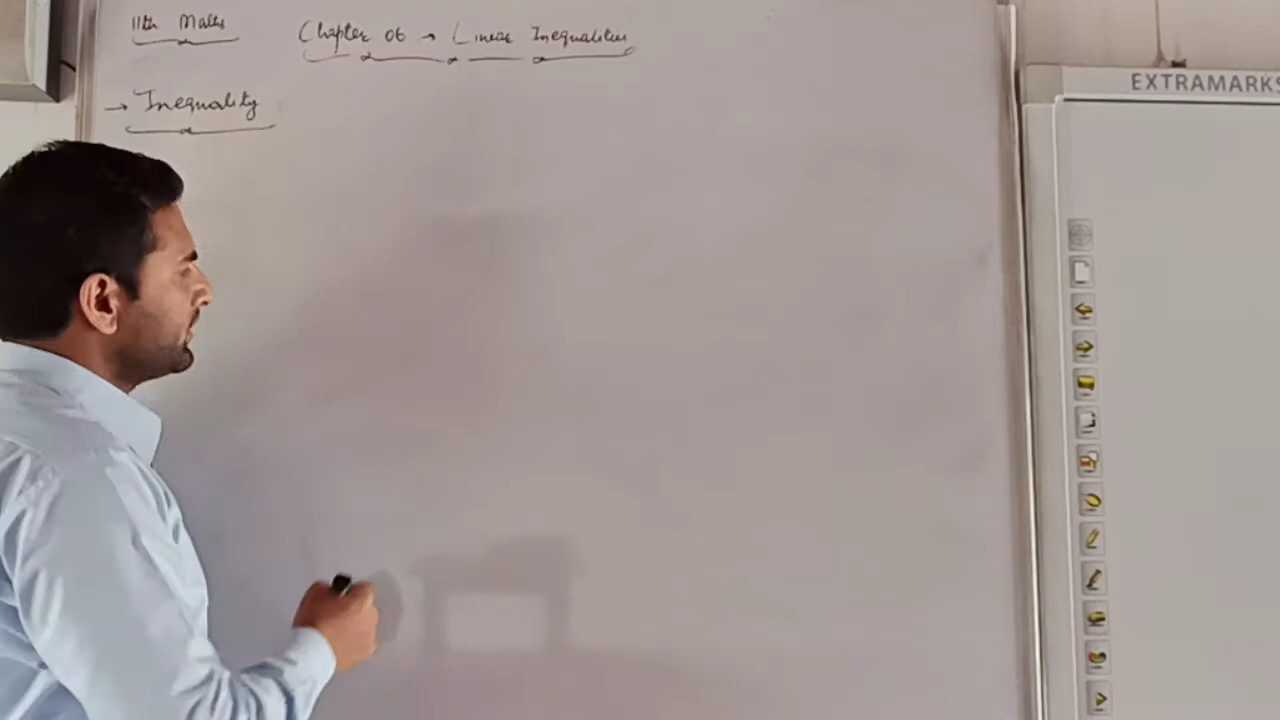 11th Maths
Chapter 06 → Linear Inequalities
→ Inequality
EXTRAMARKS